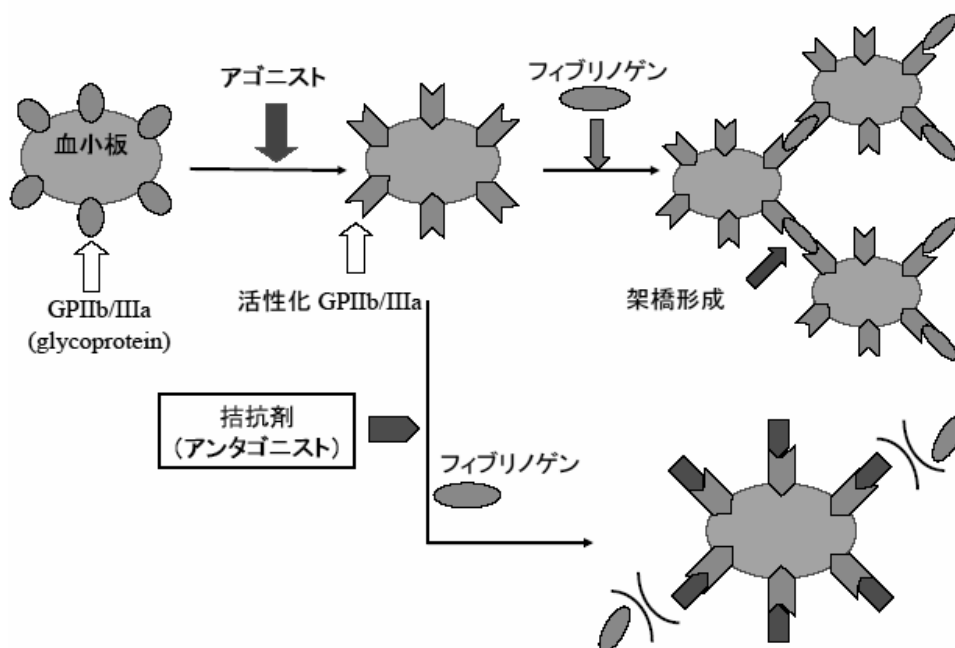 アゴニスト
フィブリノゲン
血小板
GPIIb/IIIa
(glycoprotein)
活性化 GPIIb/IIIa
架橋形成
拮抗剤
(アンタゴニスト)
フィブリノゲン